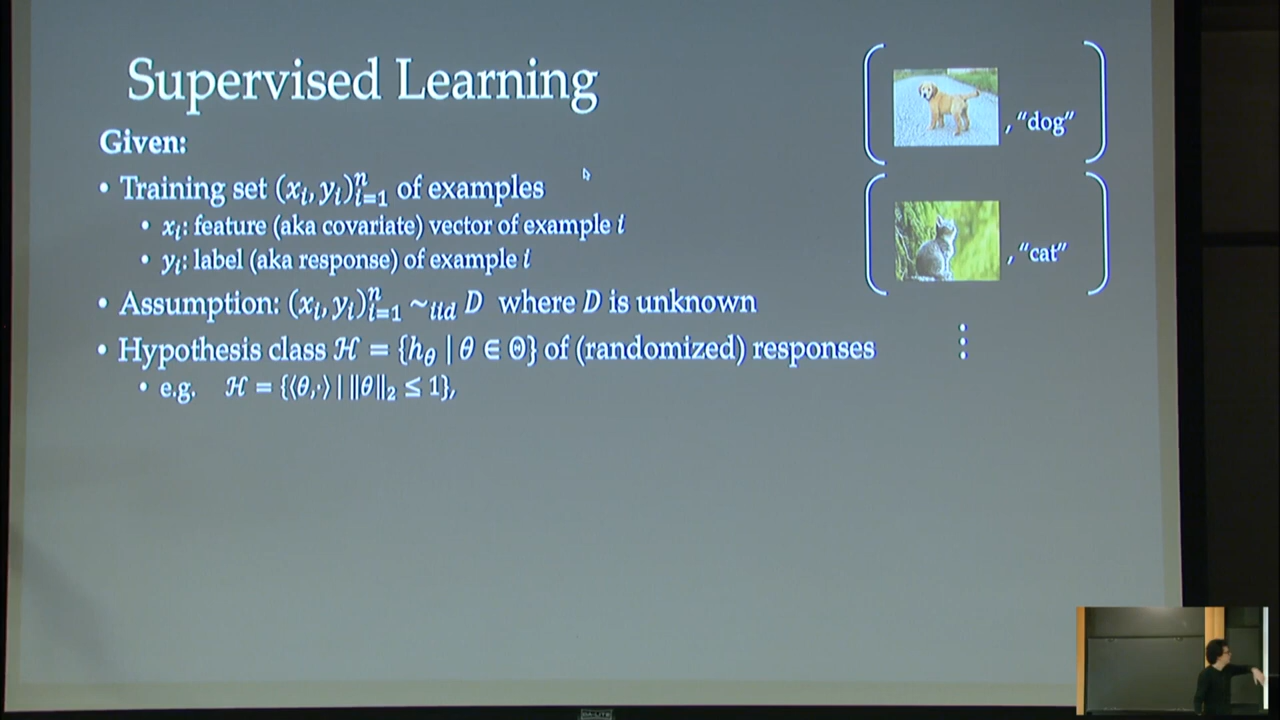 Supervised Learning
Given:
• Training set (xᵢ, yᵢ)ⁿᵢ₌₁ of examples
• xᵢ: feature (aka covariate) vector of example i
• yᵢ: label (aka response) of example i
• Assumption: (xᵢ, yᵢ)ⁿᵢ₌₁ ~iid D where D is unknown
• Hypothesis class ℋ = {h_θ | θ ∈ Θ} of (randomized) responses
• e.g. ℋ = {⟨θ,·⟩ | ‖θ‖₂ ≤ 1},
, “dog”
, “cat”
⋮
DA-LITE